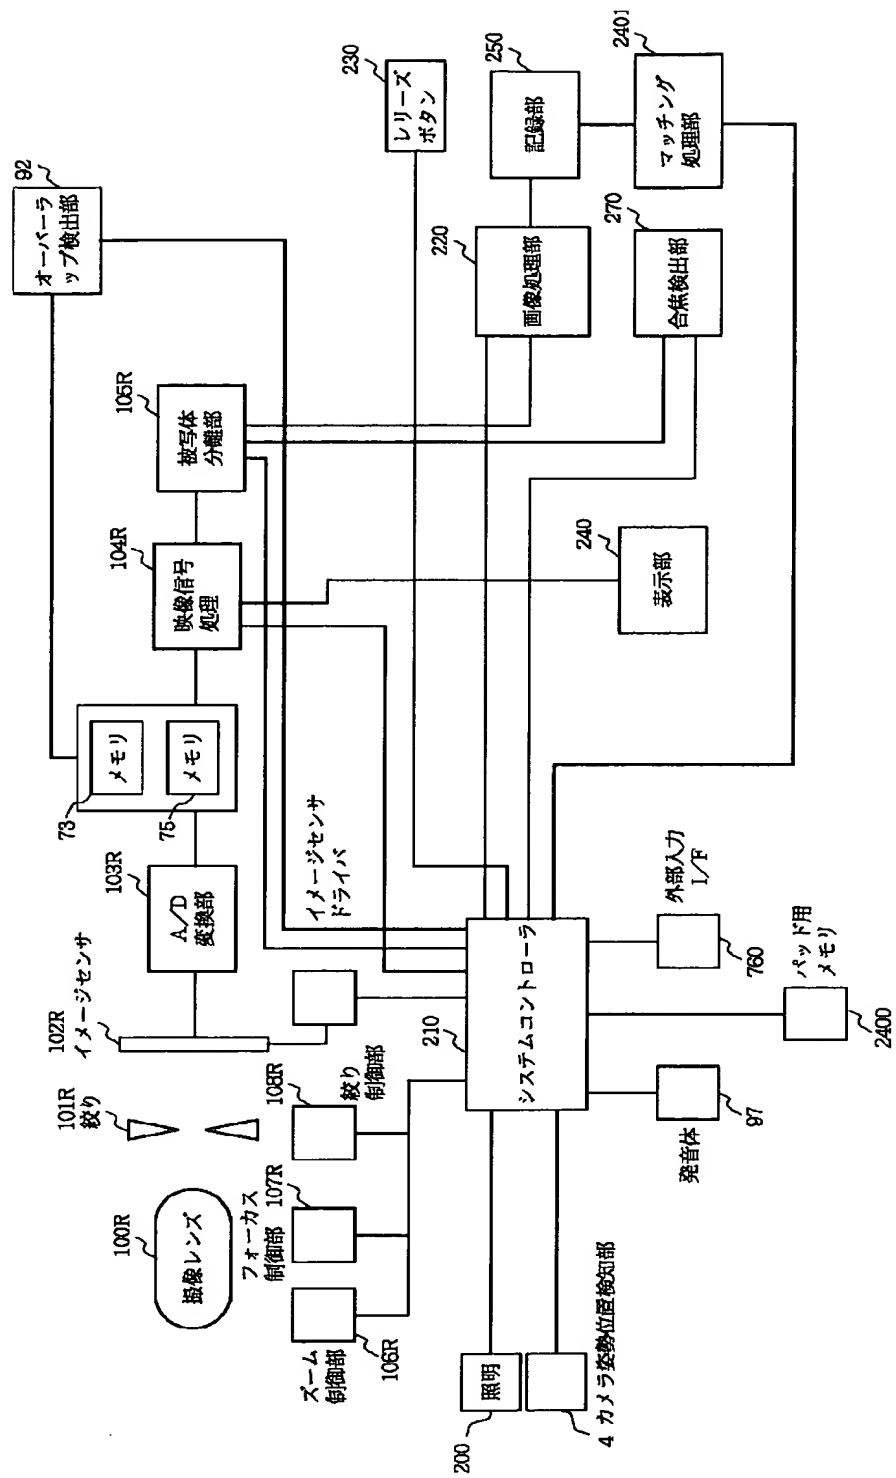 100R
撮像レンズ
101R
絞り
102R
イメージセンサ
103R
A/D
変換部
73
メモリ
75
メモリ
104R
映像信号
処理
105R
被写体
分離部
92
オーバーラ
ップ検出部
ズーム
制御部
106R
フォーカス
制御部
107R
108R
絞り
制御部
イメージセンサ
ドライバ
230
レリーズ
ボタン
210
システムコントローラ
220
画像処理部
250
記録部
240
表示部
270
合焦検出部
2401
マッチング
処理部
200
照明
4 カメラ姿勢位置検知部
発音体
97
パッド用
メモリ
2400
外部入力
I/F
760